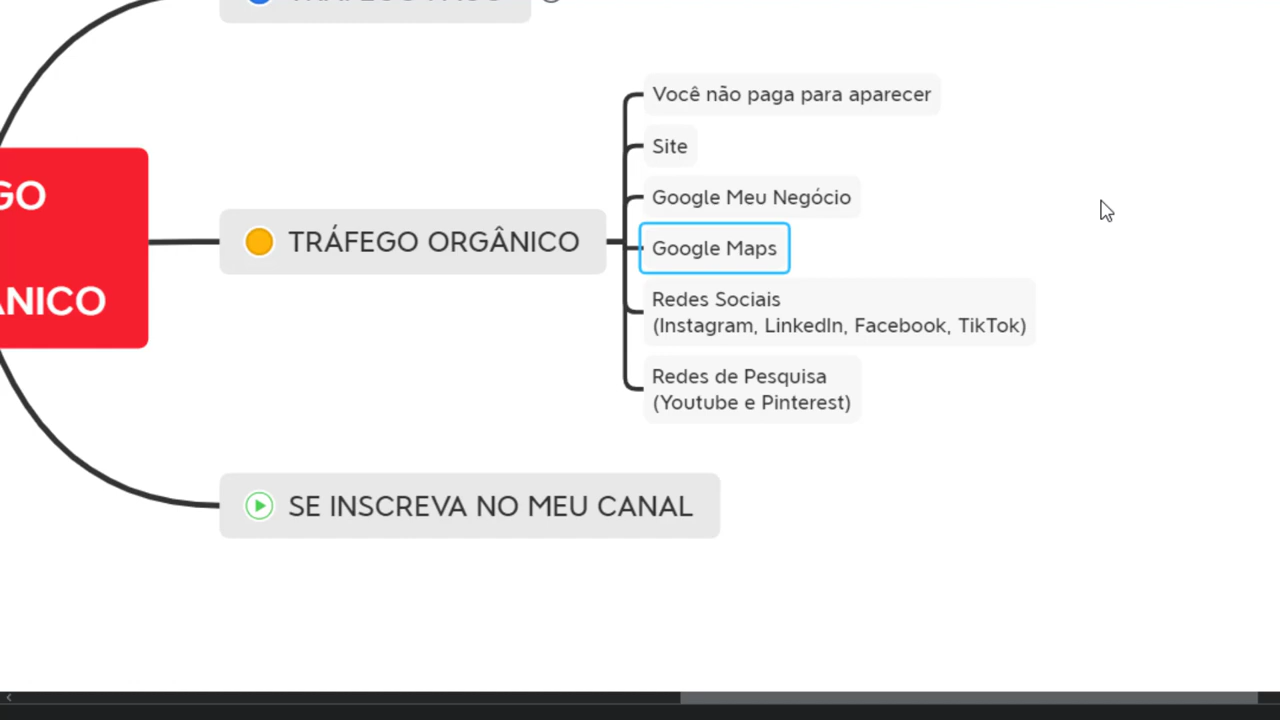 GO
ÂNICO
TRÁFEGO ORGÂNICO
Você não paga para aparecer
Site
Google Meu Negócio
Google Maps
Redes Sociais
(Instagram, LinkedIn, Facebook, TikTok)
Redes de Pesquisa
(Youtube e Pinterest)
SE INSCREVA NO MEU CANAL